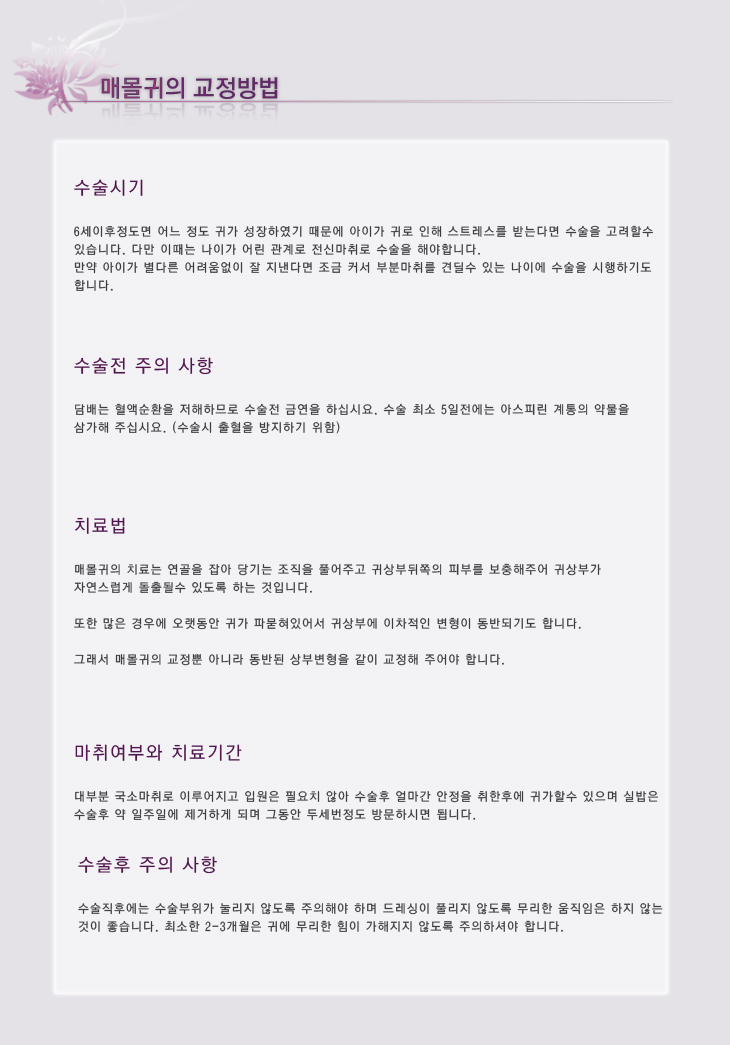 매몰귀의 교정방법
수술시기
6세이후정도면 어느 정도 귀가 성장하였기 때문에 아이가 귀로 인해 스트레스를 받는다면 수술을 고려할수
있습니다. 다만 이때는 나이가 어린 관계로 전신마취로 수술을 해야합니다.
만약 아이가 별다른 어려움없이 잘 지낸다면 조금 커서 부분마취를 견딜수 있는 나이에 수술을 시행하기도
합니다.
수술전 주의 사항
담배는 혈액순환을 저해하므로 수술전 금연을 하십시요. 수술 최소 5일전에는 아스피린 계통의 약물을
삼가해 주십시요. (수술시 출혈을 방지하기 위함)
치료법
매몰귀의 치료는 연골을 잡아 당기는 조직을 풀어주고 귀상부뒤쪽의 피부를 보충해주어 귀상부가
자연스럽게 돌출될수 있도록 하는 것입니다.
또한 많은 경우에 오랫동안 귀가 파묻혀있어서 귀상부에 이차적인 변형이 동반되기도 합니다.
그래서 매몰귀의 교정뿐 아니라 동반된 상부변형을 같이 교정해 주어야 합니다.
마취여부와 치료기간
대부분 국소마취로 이루어지고 입원은 필요치 않아 수술후 얼마간 안정을 취한후에 귀가할수 있으며 실밥은
수술후 약 일주일에 제거하게 되며 그동안 두세번정도 방문하시면 됩니다.
수술후 주의 사항
수술직후에는 수술부위가 눌리지 않도록 주의해야 하며 드레싱이 풀리지 않도록 무리한 움직임은 하지 않는
것이 좋습니다. 최소한 2-3개월은 귀에 무리한 힘이 가해지지 않도록 주의하셔야 합니다.